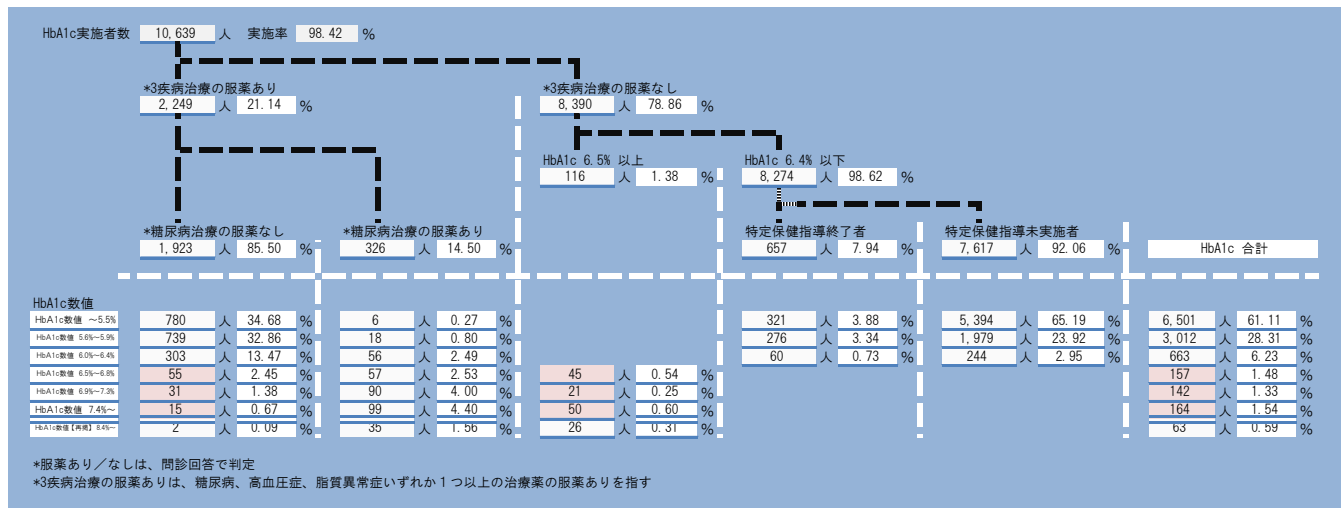 HbA1c実施者数 10,639 人 実施率 98.42 %
*3疾病治療の服薬あり *3疾病治療の服薬なし
2,249 人 21.14 % 8,390 人 78.86 %
HbA1c 6.5% 以上 HbA1c 6.4% 以下
116 人 1.38 % 8,274 人 98.62 %
*糖尿病治療の服薬なし *糖尿病治療の服薬あり 特定保健指導終了者 特定保健指導未実施者
1,923 人 85.50 % 326 人 14.50 % 657 人 7.94 % 7,617 人 92.06 % HbA1c 合計
HbA1c数値
HbA1c数値 ～5.5% 780 人 34.68 % 6 人 0.27 % 321 人 3.88 % 5,394 人 65.19 % 6,501 人 61.11 %
HbA1c数値 5.6%～5.9% 739 人 32.86 % 18 人 0.80 % 276 人 3.34 % 1,979 人 23.92 % 3,012 人 28.31 %
HbA1c数値 6.0%～6.4% 303 人 13.47 % 56 人 2.49 % 60 人 0.73 % 244 人 2.95 % 663 人 6.23 %
HbA1c数値 6.5%～6.8% 55 人 2.45 % 57 人 2.53 % 45 人 0.54 % 157 人 1.48 %
HbA1c数値 6.9%～7.3% 31 人 1.38 % 90 人 4.00 % 21 人 0.25 % 142 人 1.33 %
HbA1c数値 7.4%～ 15 人 0.67 % 99 人 4.40 % 50 人 0.60 % 164 人 1.54 %
HbA1c数値【再掲】8.4%～ 2 人 0.09 % 35 人 1.56 % 26 人 0.31 % 63 人 0.59 %
*服薬あり／なしは、問診回答で判定
*3疾病治療の服薬ありは、糖尿病、高血圧症、脂質異常症いずれか１つ以上の治療薬の服薬ありを指す